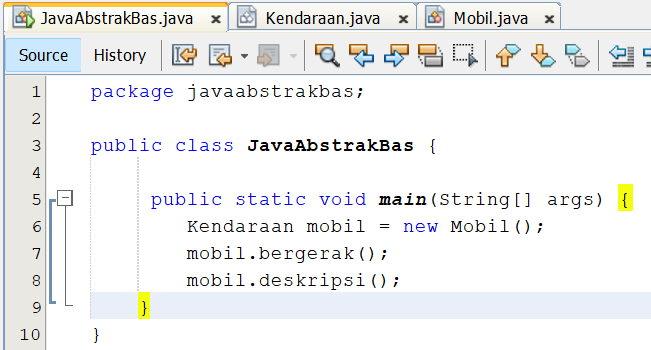 JavaAbstrakBas.java × Kendaraan.java × Mobil.java ×
Source History
1 package javaabstrakbas;
2
3 public class JavaAbstrakBas {
4
5 public static void main(String[] args) {
6 Kendaraan mobil = new Mobil();
7 mobil.bergerak();
8 mobil.deskripsi();
9 }
10 }